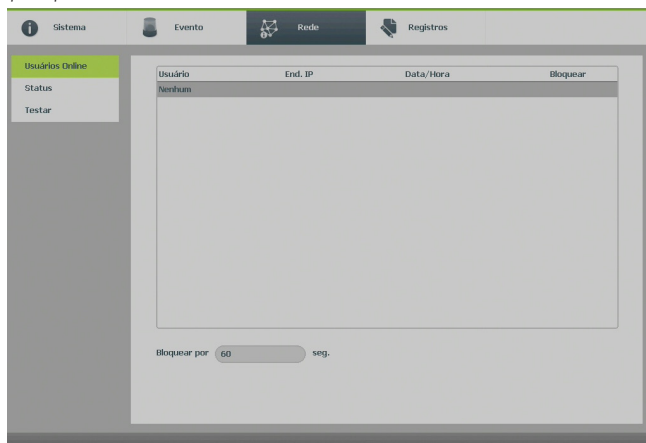 Sistema Evento Rede Registros
Usuários Online
Status
Testar
Usuário End. IP Data/Hora Bloquear
Nenhum
Bloquear por 60 seg.